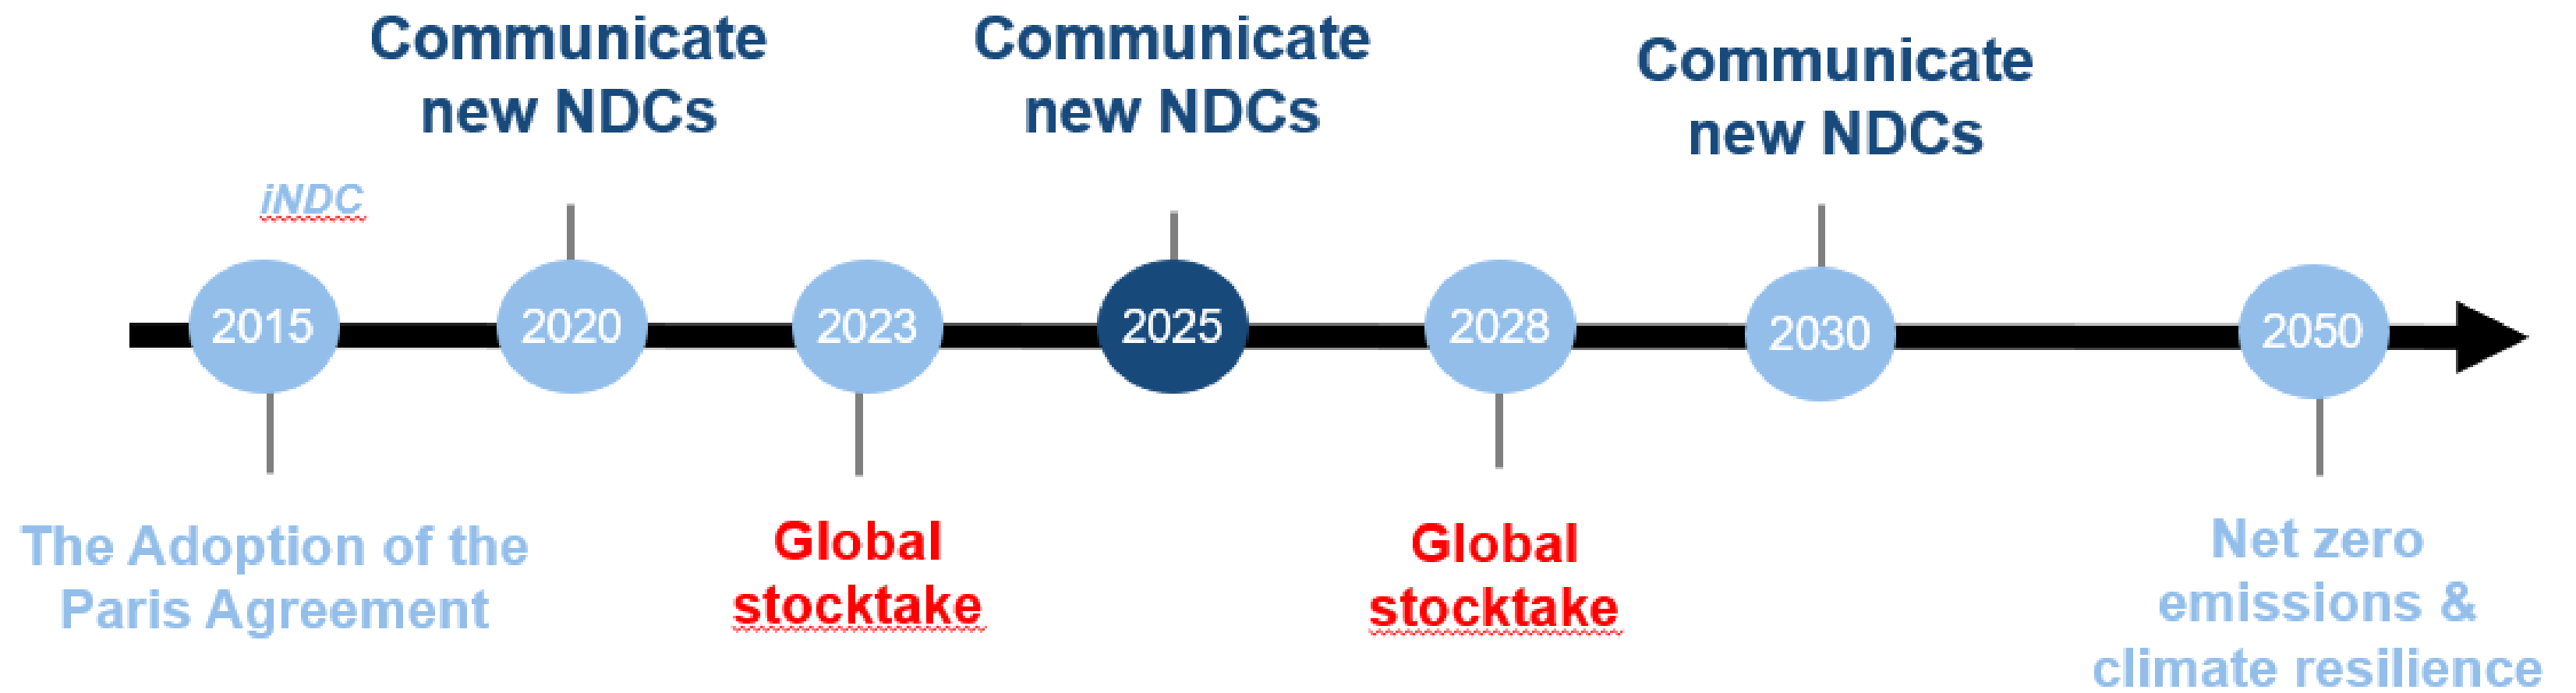 Communicate
new NDCs
Communicate
new NDCs
Communicate
new NDCs
iNDC
2015
2020
2023
2025
2028
2030
2050
The Adoption of the
Paris Agreement
Global
stocktake
Global
stocktake
Net zero
emissions &
climate resilience